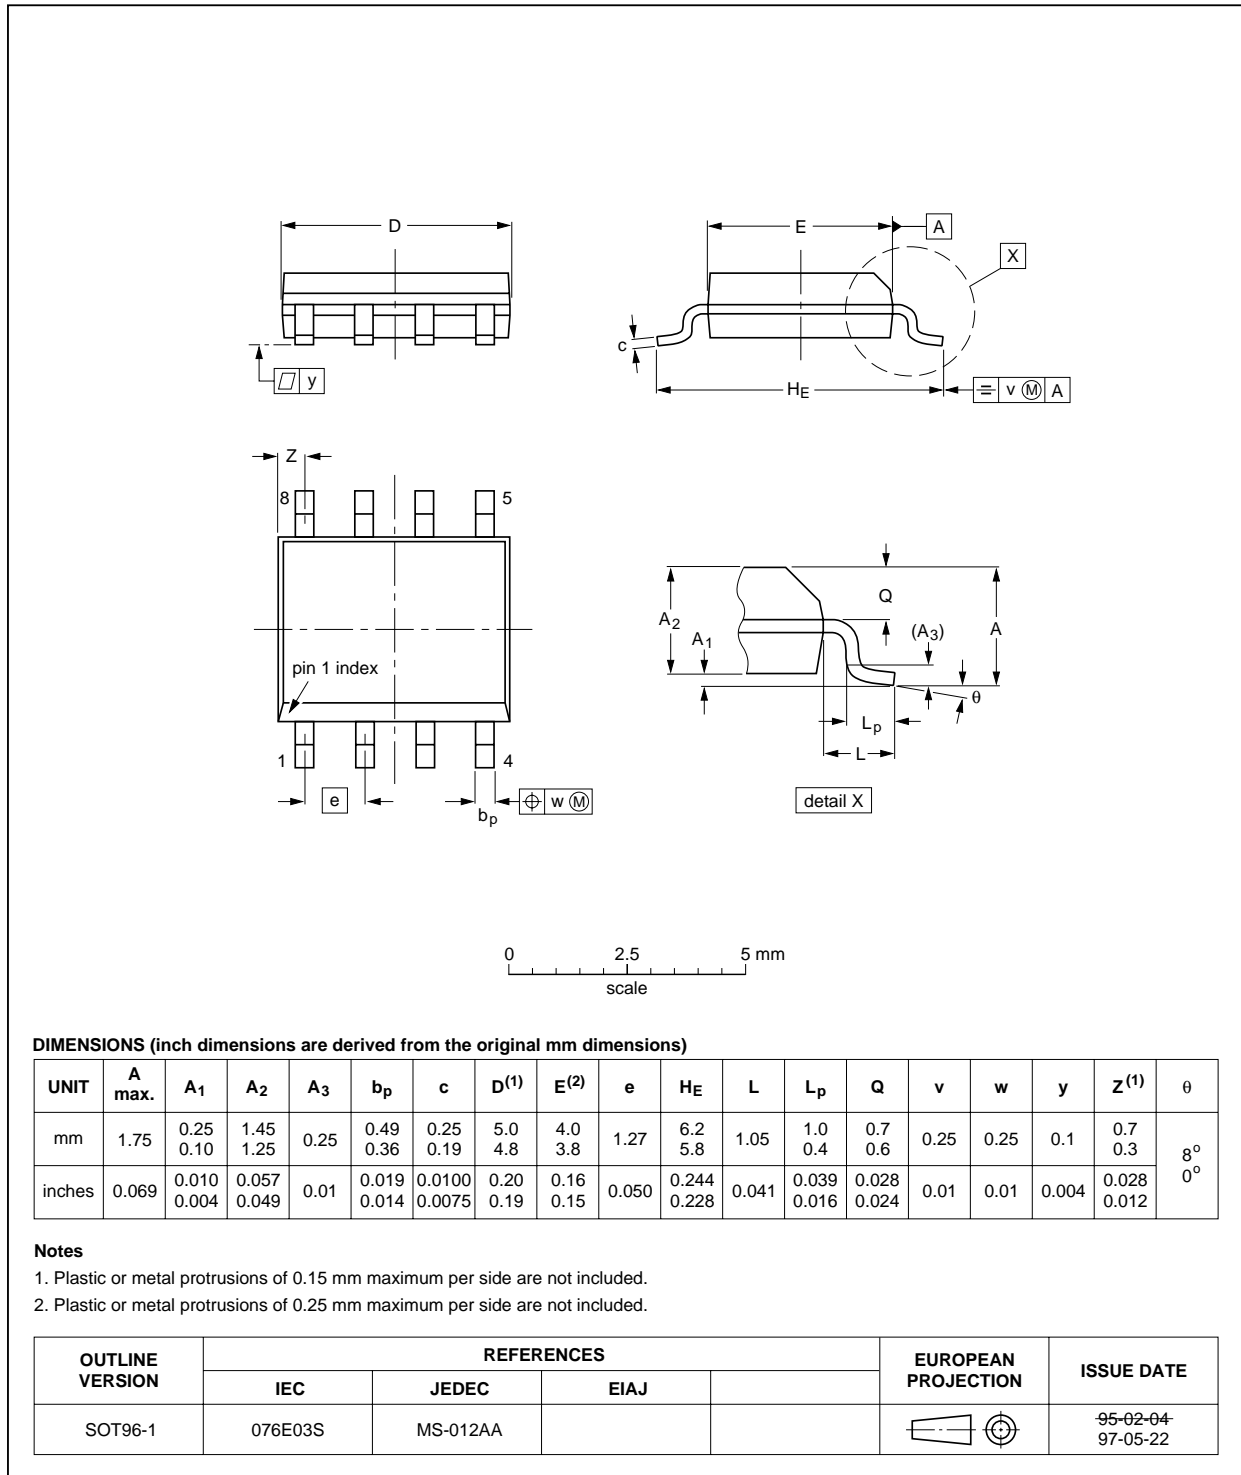 D
E
A
X
c
y
HE
v M A
Z
8
5
pin 1 index
1
4
e
bp
w M
A2
A1
Q
(A3)
A
θ
Lp
L
detail X
0 2.5 5 mm
scale
DIMENSIONS (inch dimensions are derived from the original mm dimensions)
UNIT A max. A1 A2 A3 bp c D(1) E(2) e HE L Lp Q v w y Z(1) θ
mm 1.75 0.25 0.10 1.45 1.25 0.25 0.49 0.36 0.25 0.19 5.0 4.8 4.0 3.8 1.27 6.2 5.8 1.05 1.0 0.4 0.7 0.6 0.25 0.25 0.1 0.7 0.3 8o 0o
inches 0.069 0.010 0.004 0.057 0.049 0.01 0.019 0.014 0.0100 0.0075 0.20 0.19 0.16 0.15 0.050 0.244 0.228 0.041 0.039 0.016 0.028 0.024 0.01 0.01 0.004 0.028 0.012
Notes
1. Plastic or metal protrusions of 0.15 mm maximum per side are not included.
2. Plastic or metal protrusions of 0.25 mm maximum per side are not included.
OUTLINE VERSION REFERENCES EUROPEAN PROJECTION ISSUE DATE
IEC JEDEC EIAJ
SOT96-1 076E03S MS-012AA 95-02-04
97-05-22